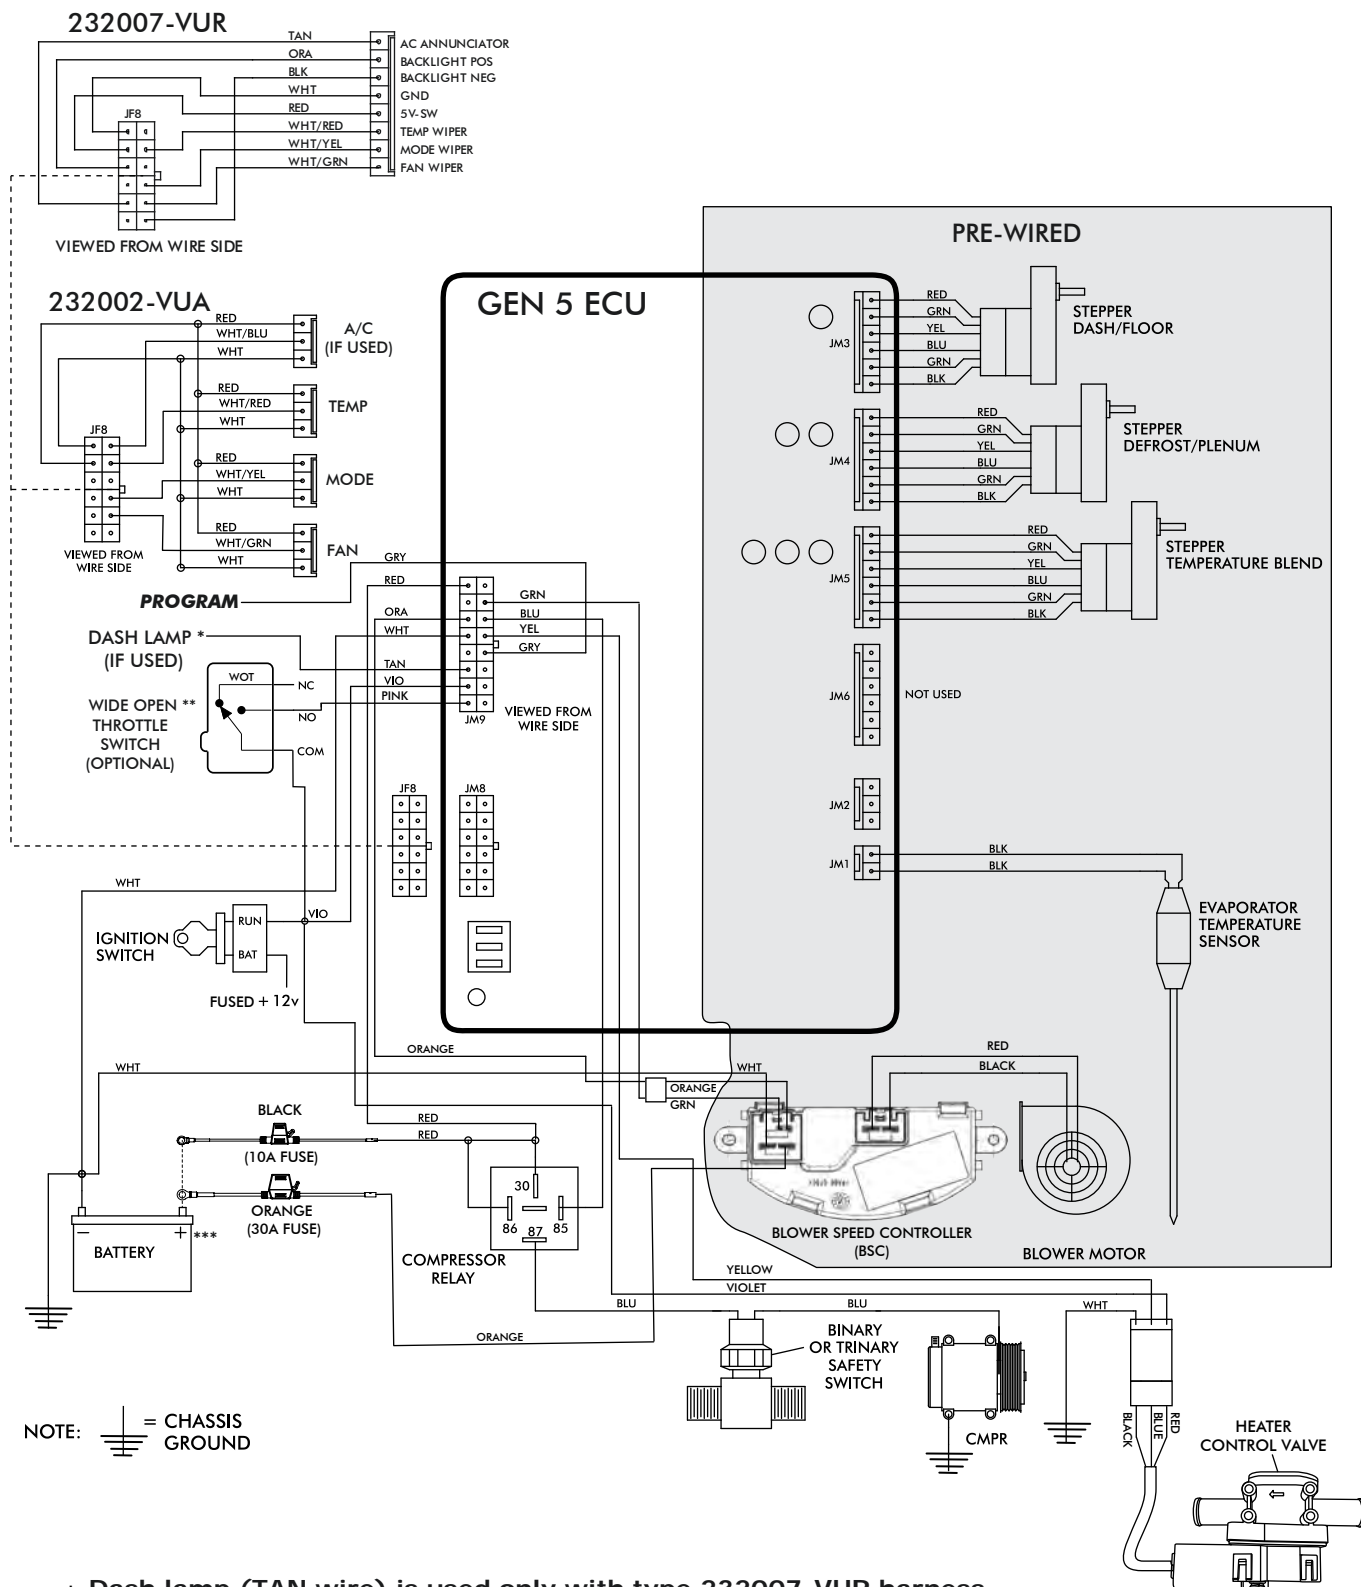 232007-VUR
TAN
ORA
BLK
WHT
RED
WHT/RED
WHT/YEL
WHT/GRN
AC ANNUNCIATOR
BACKLIGHT POS
BACKLIGHT NEG
GND
5V-SW
TEMP WIPER
MODE WIPER
FAN WIPER
JF8
VIEWED FROM WIRE SIDE
232002-VUA
RED
WHT/BLU
WHT
A/C
(IF USED)
RED
WHT/RED
WHT
TEMP
RED
WHT/YEL
WHT
MODE
RED
WHT/GRN
WHT
FAN
JF8
VIEWED FROM
WIRE SIDE
GEN 5 ECU
PRE-WIRED
JM3
RED
GRN
YEL
BLU
GRN
BLK
STEPPER
DASH/FLOOR
JM4
RED
GRN
YEL
BLU
GRN
BLK
STEPPER
DEFROST/PLENUM
JM5
RED
GRN
YEL
BLU
GRN
BLK
STEPPER
TEMPERATURE BLEND
JM6
NOT USED
JM2
JM1
BLK
BLK
EVAPORATOR
TEMPERATURE
SENSOR
PROGRAM
DASH LAMP *
(IF USED)
WIDE OPEN **
THROTTLE
SWITCH
(OPTIONAL)
WOT
NC
NO
COM
GRY
RED
ORA
WHT
TAN
VIO
PINK
GRN
BLU
YEL
GRY
JM9
VIEWED FROM
WIRE SIDE
JF8
JM8
WHT
IGNITION
SWITCH
RUN
BAT
VIO
FUSED + 12v
ORANGE
WHT
WHT
ORANGE
GRN
RED
BLACK
BLACK
(10A FUSE)
RED
RED
ORANGE
(30A FUSE)
BATTERY
−
+ ***
30
86
87
85
COMPRESSOR
RELAY
BLOWER SPEED CONTROLLER
(BSC)
BLOWER MOTOR
YELLOW
VIOLET
BLU
BLU
WHT
ORANGE
BINARY
OR TRINARY
SAFETY
SWITCH
CMPR
BLACK
BLUE
RED
HEATER
CONTROL VALVE
NOTE:
= CHASSIS
GROUND
* Dash lamp (TAN wire) is used only with type 232007-VUR harness